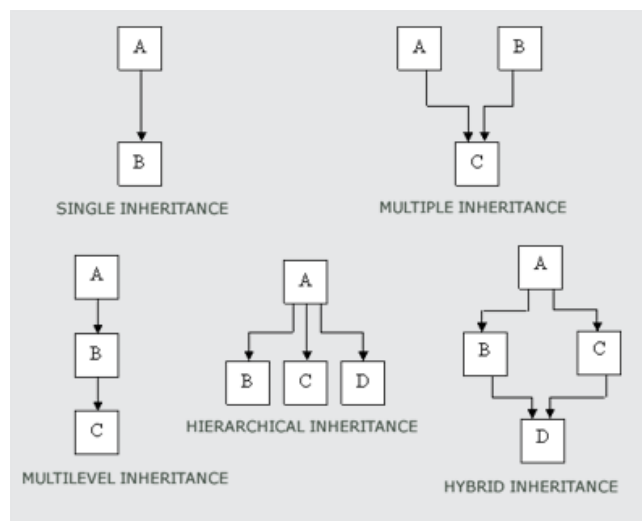 A
B
SINGLE INHERITANCE
A B
C
MULTIPLE INHERITANCE
A
B
C
MULTILEVEL INHERITANCE
A
B C D
HIERARCHICAL INHERITANCE
A
B C
D
HYBRID INHERITANCE